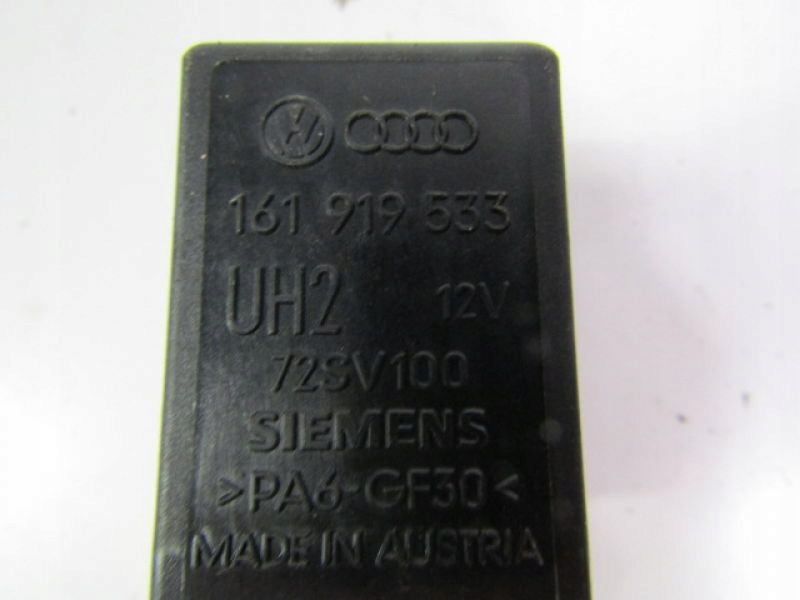 161 919 533
UH2 12V
72SV100
SIEMENS
>PA6-GF30<
MADE IN AUSTRIA